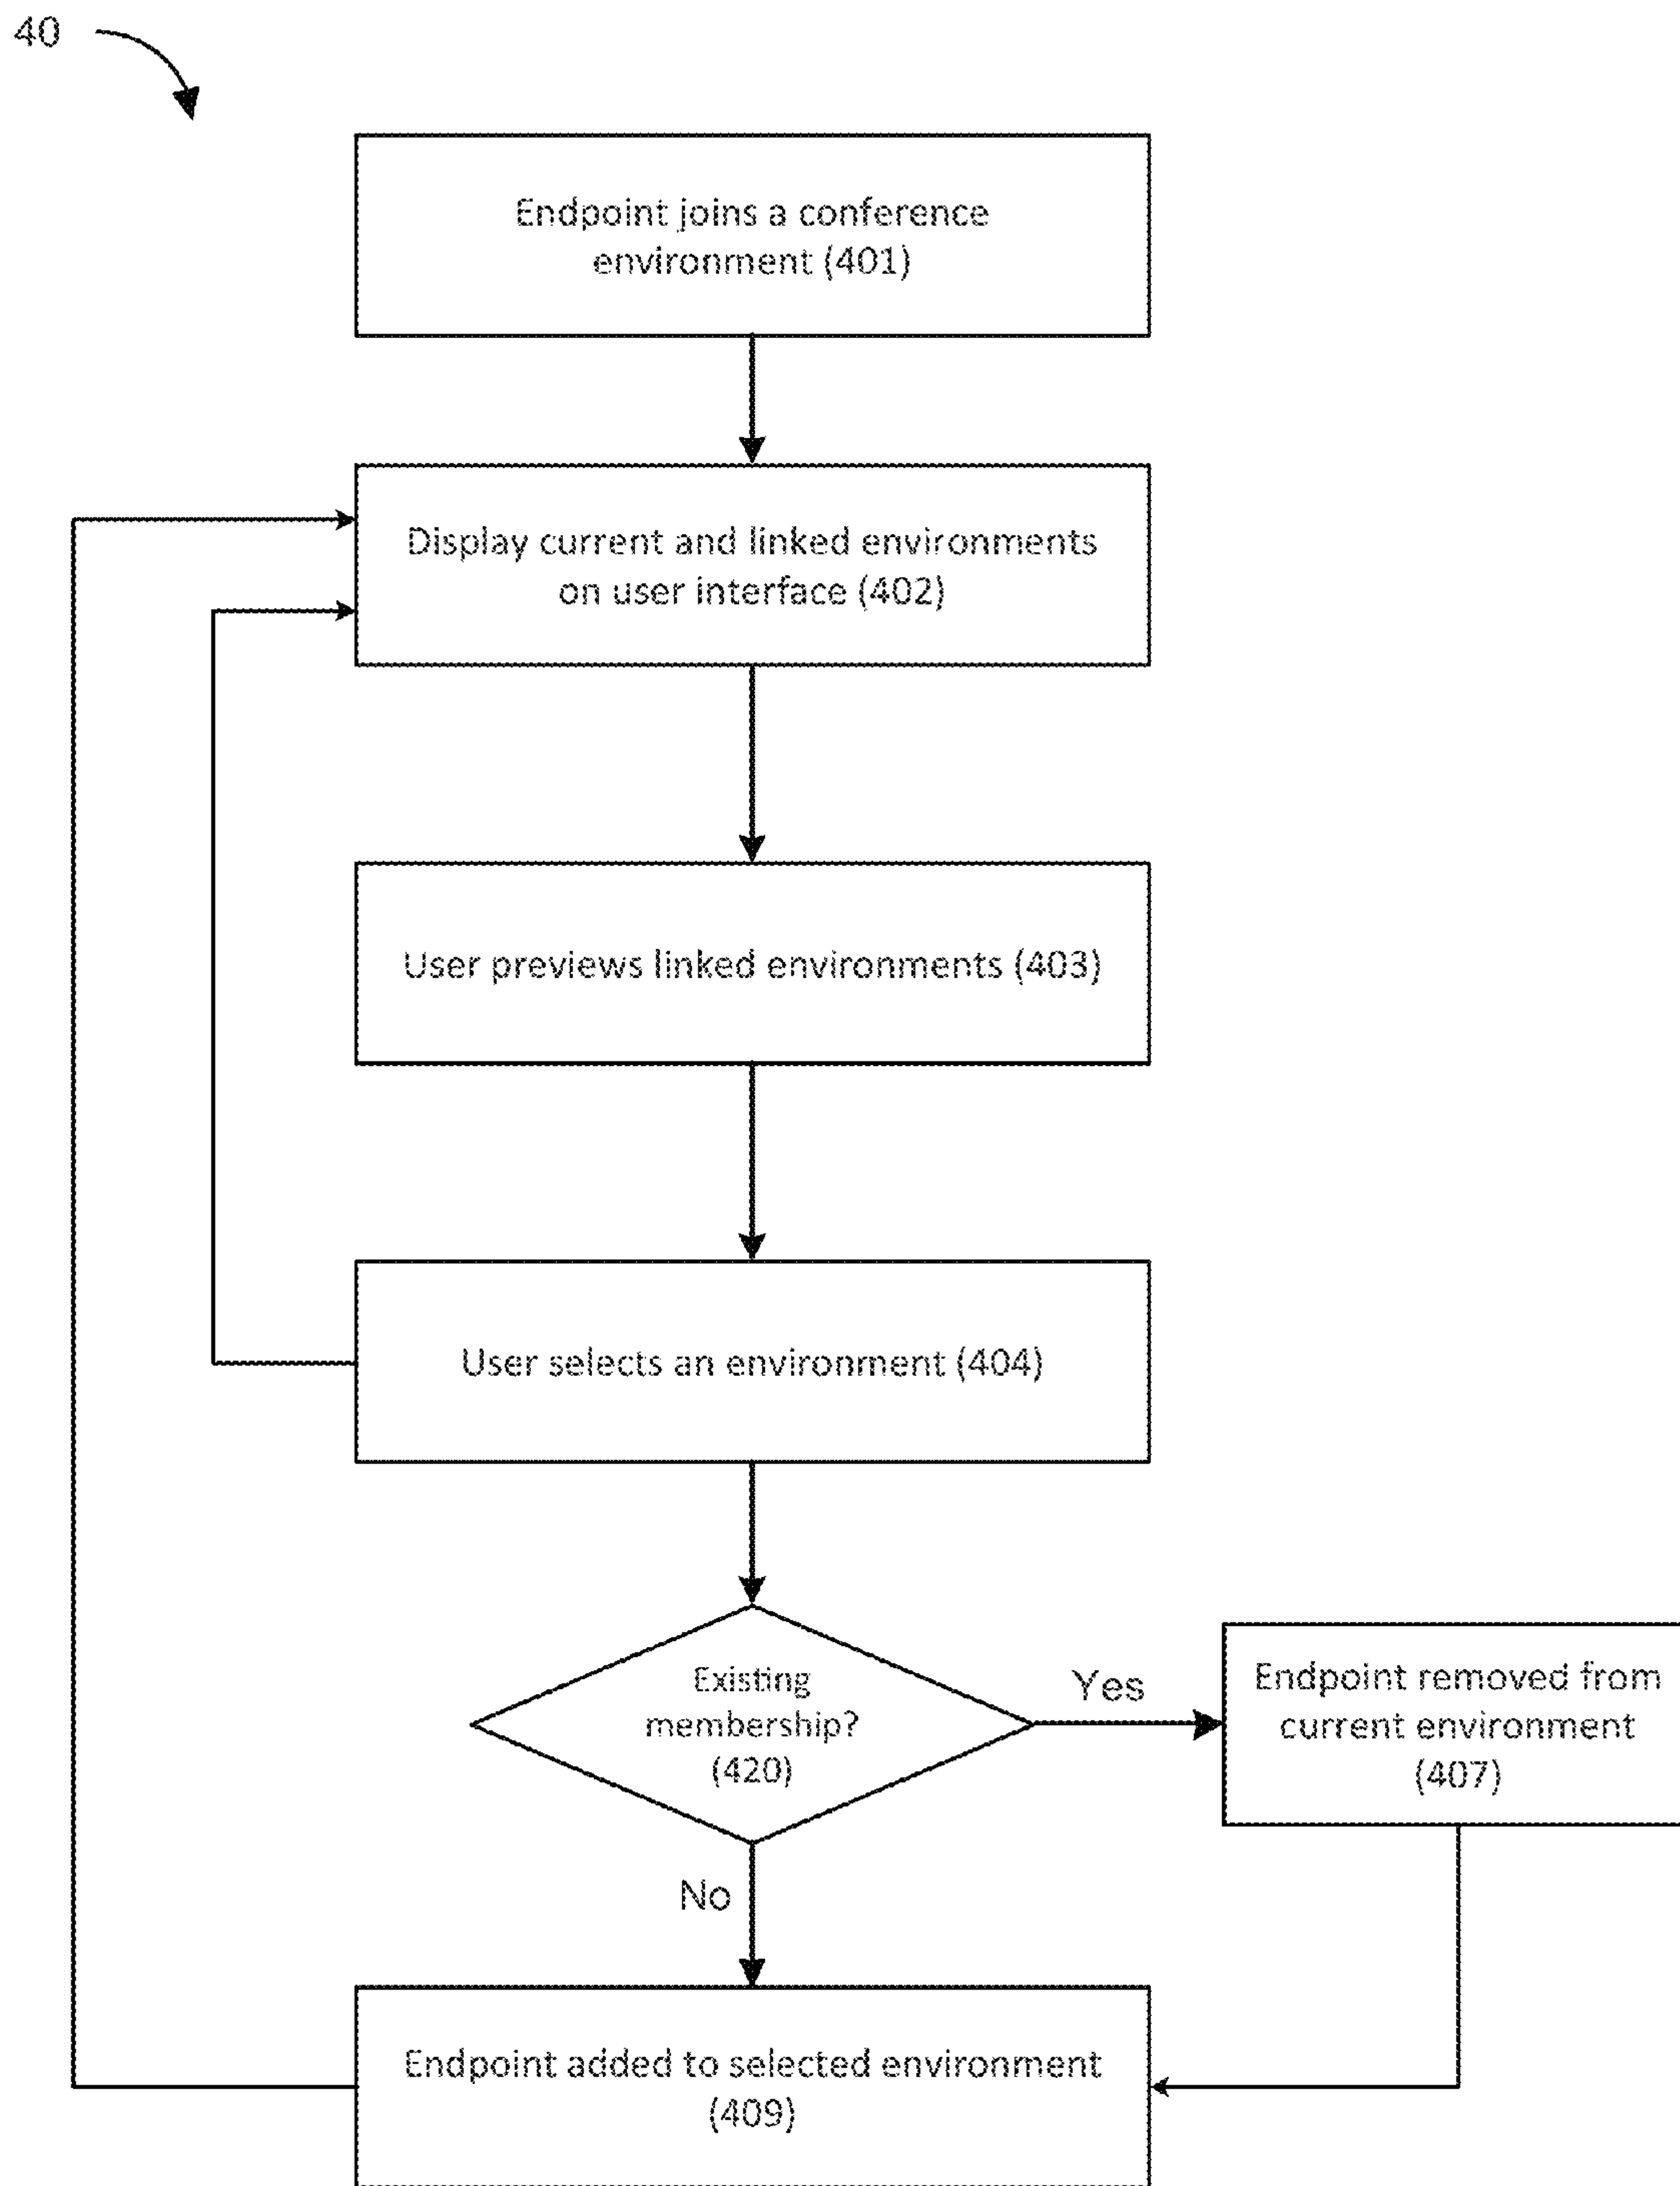 40
Endpoint joins a conference
environment (401)
Display current and linked environments
on user interface (402)
User previews linked environments (403)
User selects an environment (404)
Existing
membership?
(420)
Yes
Endpoint removed from
current environment
(407)
No
Endpoint added to selected environment
(409)